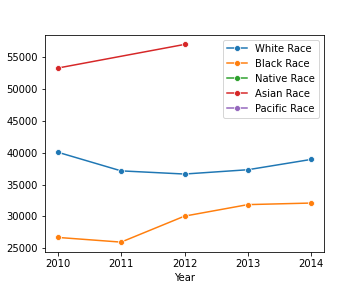 White Race
Black Race
Native Race
Asian Race
Pacific Race
55000
50000
45000
40000
35000
30000
25000
2010 2011 2012 2013 2014
Year